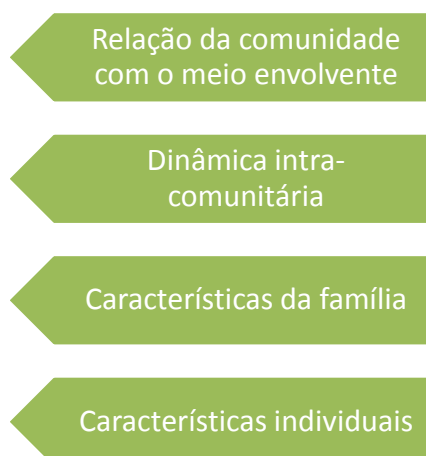 Relação da comunidade
com o meio envolvente
Dinâmica intra-
comunitária
Características da família
Características individuais